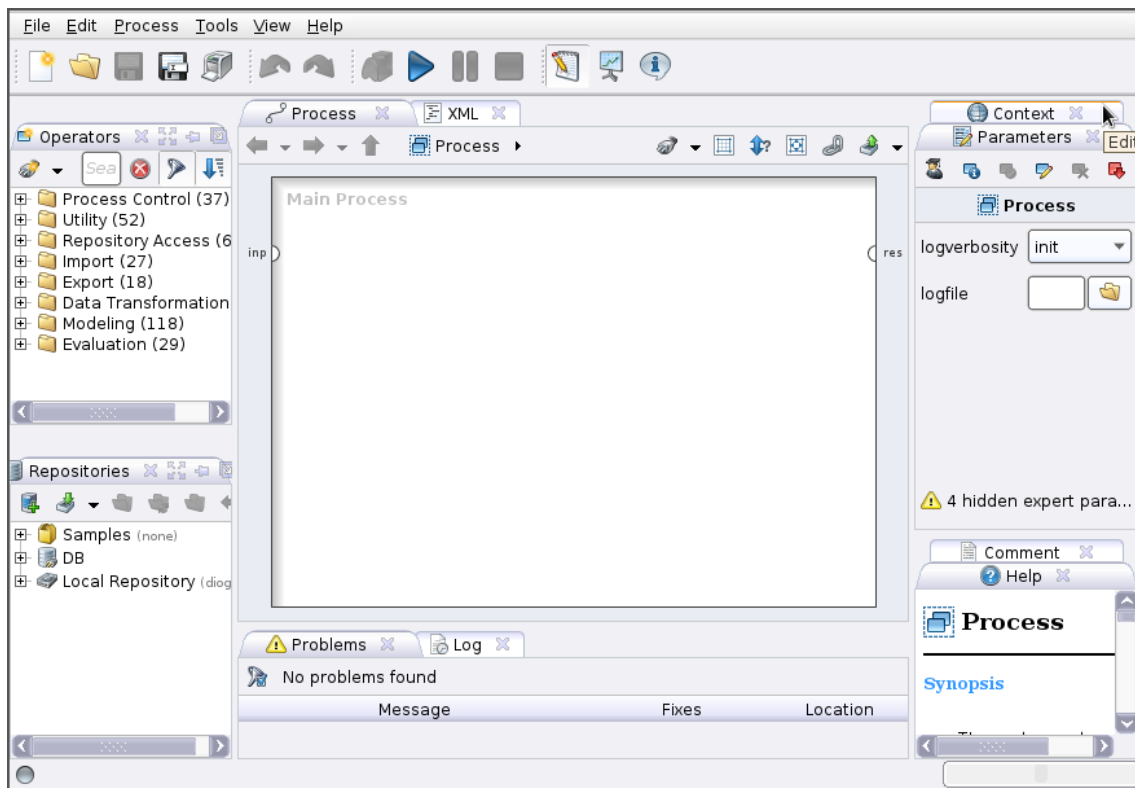 File Edit Process Tools View Help
Process XML
Context
Operators
Parameters
Edit
Process
Sea
Process
Process Control (37)
Utility (52)
Repository Access (6
Import (27)
Export (18)
Data Transformation
Modeling (118)
Evaluation (29)
Main Process
inp
res
logverbosity init
logfile
4 hidden expert para...
Repositories
Samples (none)
DB
Local Repository (diog
Comment
Help
Process
Synopsis
Problems Log
No problems found
Message Fixes Location